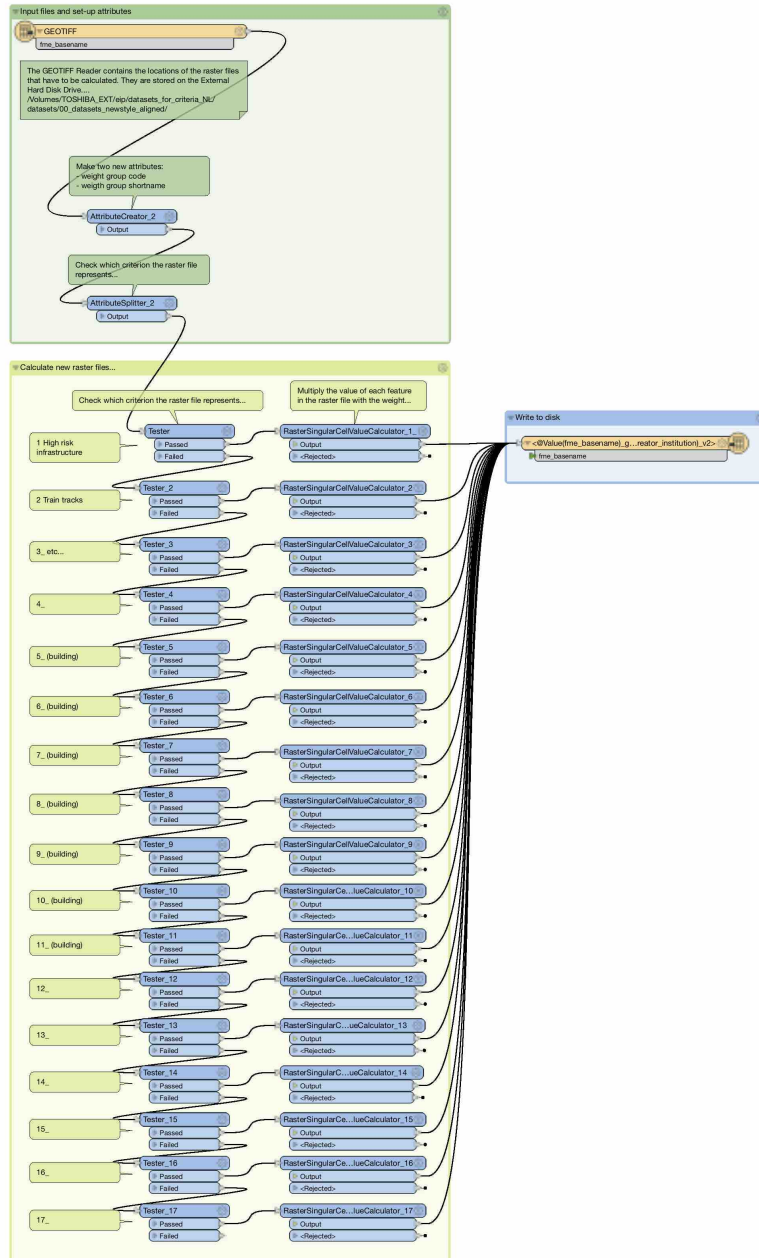 Input files and set-up attributes
GEOTIFF
fme_basename
The GEOTIFF Reader contains the locations of the raster files
that have to be calculated. They are stored on the External
Hard Disk Drive....
/Volumes/TOSHIBA_EXT/eip/datasets_for_criteria_NL/
datasets/00_datasets_newstyle_aligned/
Make two new attributes:
- weight group code
- weigth group shortname
AttributeCreator_2
Output
Check which criterion the raster file
represents...
AttributeSplitter_2
Output
Calculate new raster files...
Check which criterion the raster file represents...
Multiply the value of each feature
in the raster file with the weight...
1 High risk
infrastructure
Tester
Passed
Failed
RasterSingularCellValueCalculator_1_
Output
<Rejected>
2 Train tracks
Tester_2
Passed
Failed
RasterSingularCellValueCalculator_2
Output
<Rejected>
3_ etc...
Tester_3
Passed
Failed
RasterSingularCellValueCalculator_3
Output
<Rejected>
4_
Tester_4
Passed
Failed
RasterSingularCellValueCalculator_4
Output
<Rejected>
5_ (building)
Tester_5
Passed
Failed
RasterSingularCellValueCalculator_5
Output
<Rejected>
6_ (building)
Tester_6
Passed
Failed
RasterSingularCellValueCalculator_6
Output
<Rejected>
7_ (building)
Tester_7
Passed
Failed
RasterSingularCellValueCalculator_7
Output
<Rejected>
8_ (building)
Tester_8
Passed
Failed
RasterSingularCellValueCalculator_8
Output
<Rejected>
9_ (building)
Tester_9
Passed
Failed
RasterSingularCellValueCalculator_9
Output
<Rejected>
10_ (building)
Tester_10
Passed
Failed
RasterSingularCe...lueCalculator_10
Output
<Rejected>
11_ (building)
Tester_11
Passed
Failed
RasterSingularCe...lueCalculator_11
Output
<Rejected>
12_
Tester_12
Passed
Failed
RasterSingularCe...lueCalculator_12
Output
<Rejected>
13_
Tester_13
Passed
Failed
RasterSingularC...ueCalculator_13
Output
<Rejected>
14_
Tester_14
Passed
Failed
RasterSingularC...ueCalculator_14
Output
<Rejected>
15_
Tester_15
Passed
Failed
RasterSingularCe...lueCalculator_15
Output
<Rejected>
16_
Tester_16
Passed
Failed
RasterSingularCe...lueCalculator_16
Output
<Rejected>
17_
Tester_17
Passed
Failed
RasterSingularCe...lueCalculator_17
Output
<Rejected>
Write to disk
<@Value(fme_basename)_g...reator_institution)_v2>
fme_basename